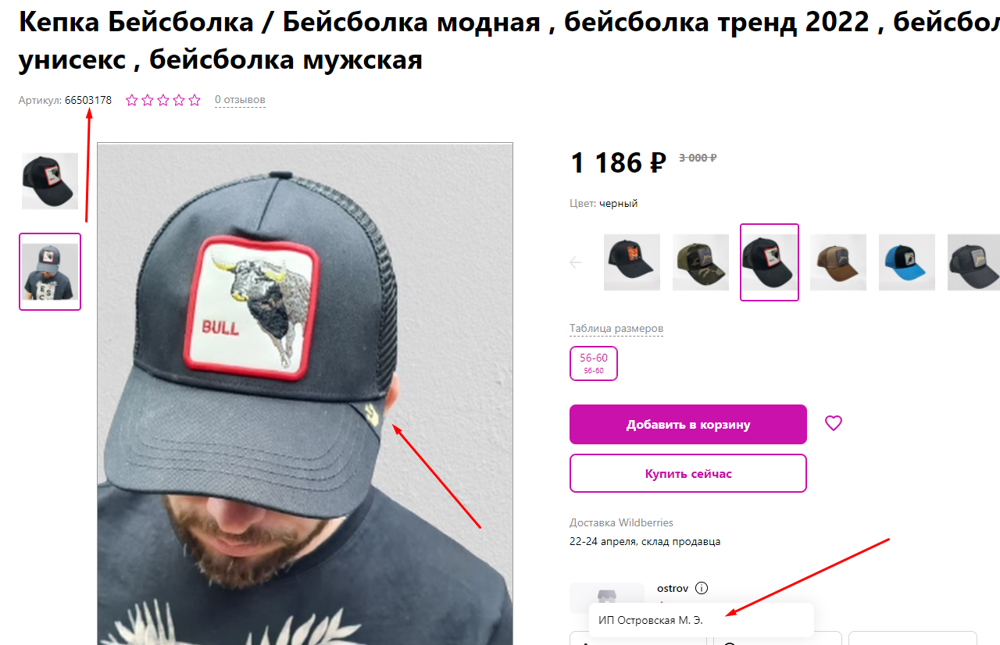 Кепка Бейсболка / Бейсболка модная , бейсболка тренд 2022 , бейсбол
унисекс , бейсболка мужская
Артикул: 66503178
0 отзывов
1 186 ₽ 3 000 ₽
Цвет: черный
BULL
Таблица размеров
56-60
56-60
Добавить в корзину
Купить сейчас
Доставка Wildberries
22-24 апреля, склад продавца
ostrov
ИП Островская М. Э.